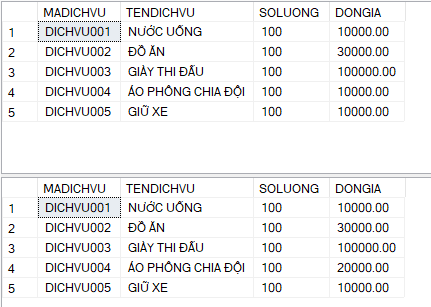 MADICHVU TENDICHVU SOLUONG DONGIA
1 DICHVU001 NƯỚC UỐNG 100 10000.00
2 DICHVU002 ĐỒ ĂN 100 30000.00
3 DICHVU003 GIÀY THI ĐẤU 100 100000.00
4 DICHVU004 ÁO PHÔNG CHIA ĐỘI 100 10000.00
5 DICHVU005 GIỮ XE 100 10000.00
MADICHVU TENDICHVU SOLUONG DONGIA
1 DICHVU001 NƯỚC UỐNG 100 10000.00
2 DICHVU002 ĐỒ ĂN 100 30000.00
3 DICHVU003 GIÀY THI ĐẤU 100 100000.00
4 DICHVU004 ÁO PHÔNG CHIA ĐỘI 100 20000.00
5 DICHVU005 GIỮ XE 100 10000.00